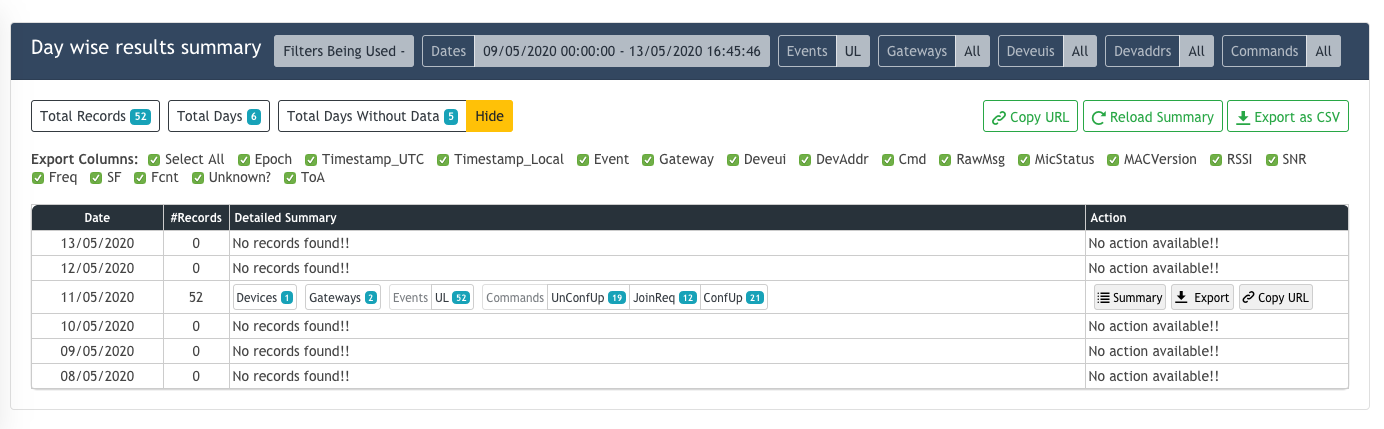 Day wise results summary Filters Being Used - Dates 09/05/2020 00:00:00 - 13/05/2020 16:45:46 Events UL Gateways All Deveuis All Devaddrs All Commands All
Total Records 52 Total Days 6 Total Days Without Data 5 Hide Copy URL Reload Summary Export as CSV
Export Columns: Select All Epoch Timestamp_UTC Timestamp_Local Event Gateway Deveui DevAddr Cmd RawMsg MicStatus MACVersion RSSI SNR
Freq SF Fcnt Unknown? ToA
Date #Records Detailed Summary Action
13/05/2020 0 No records found!! No action available!!
12/05/2020 0 No records found!! No action available!!
11/05/2020 52 Devices 1 Gateways 2 Events UL 52 Commands UnConfUp 19 JoinReq 12 ConfUp 21 Summary Export Copy URL
10/05/2020 0 No records found!! No action available!!
09/05/2020 0 No records found!! No action available!!
08/05/2020 0 No records found!! No action available!!